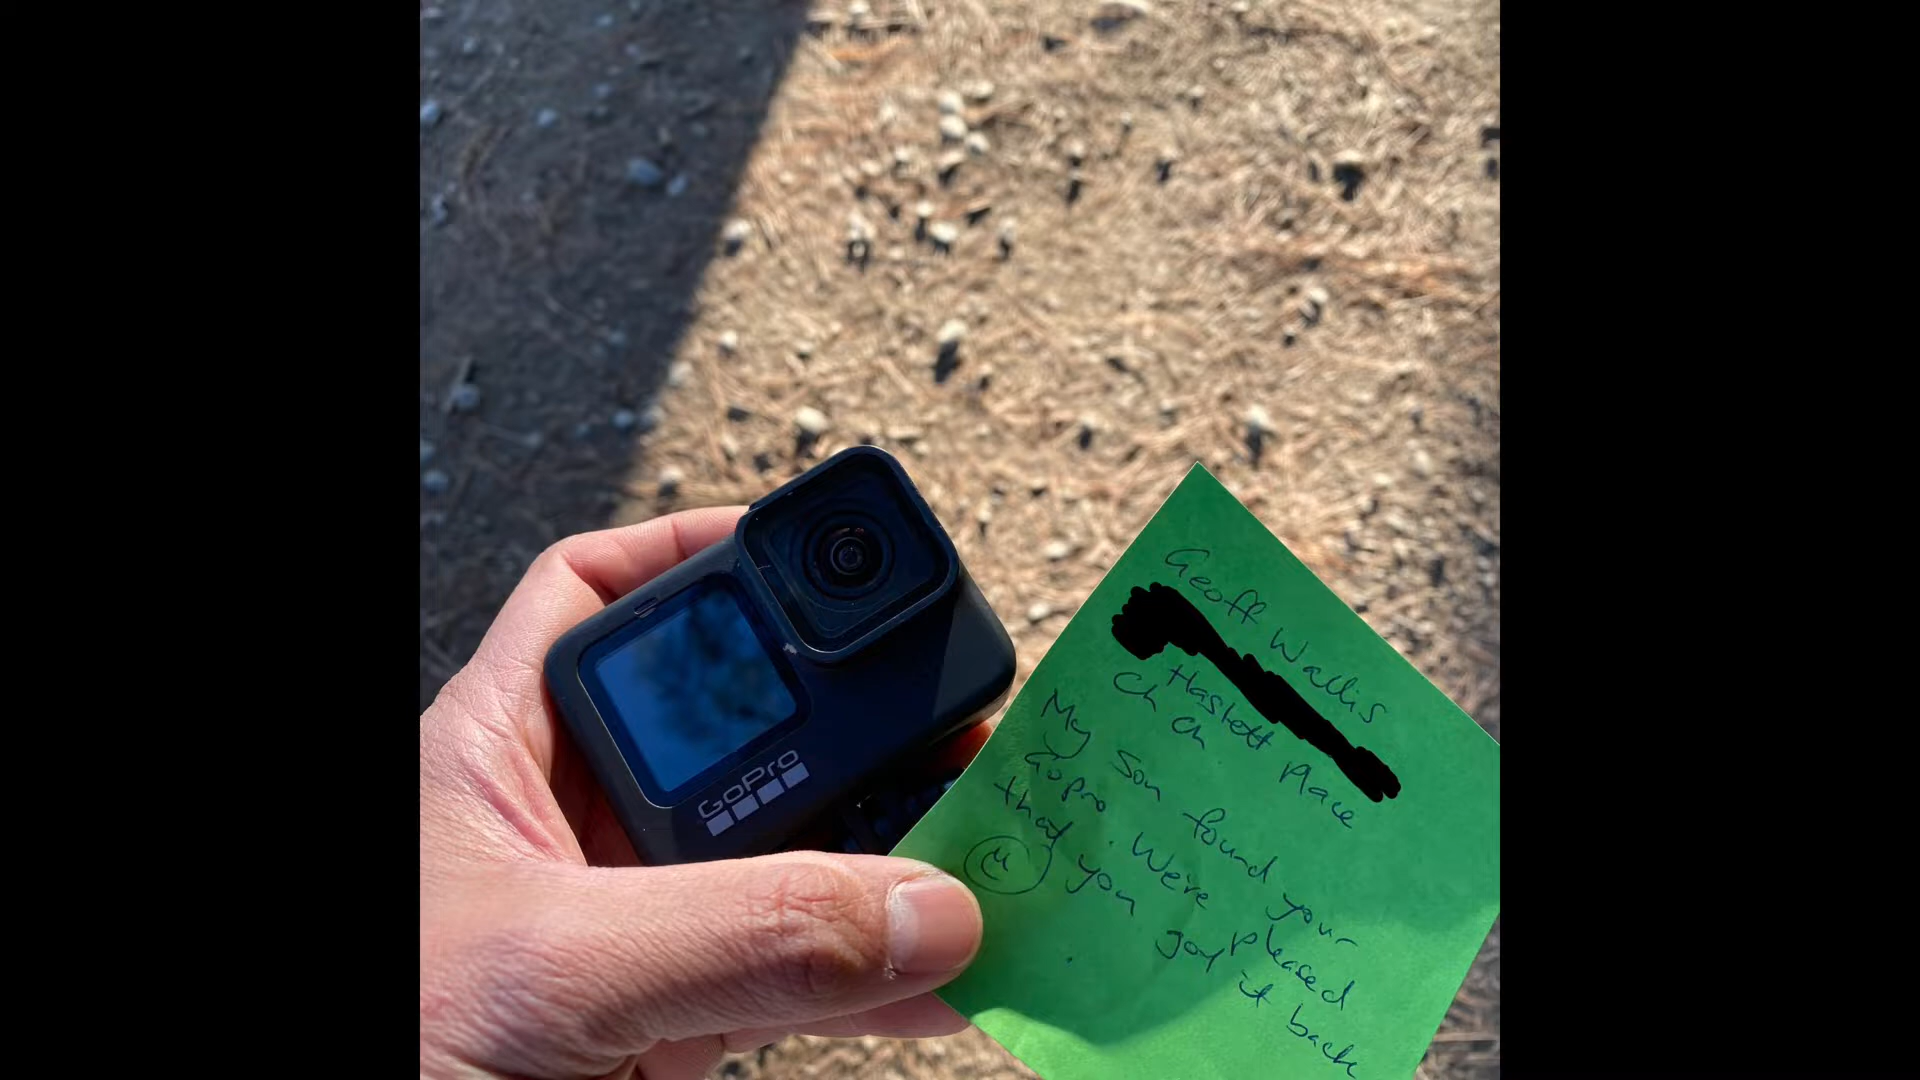 GoPro
Geoff Wallis
Haslett Place
Ch Ch
My Son found your
Gopro. We're pleased
that you got it back